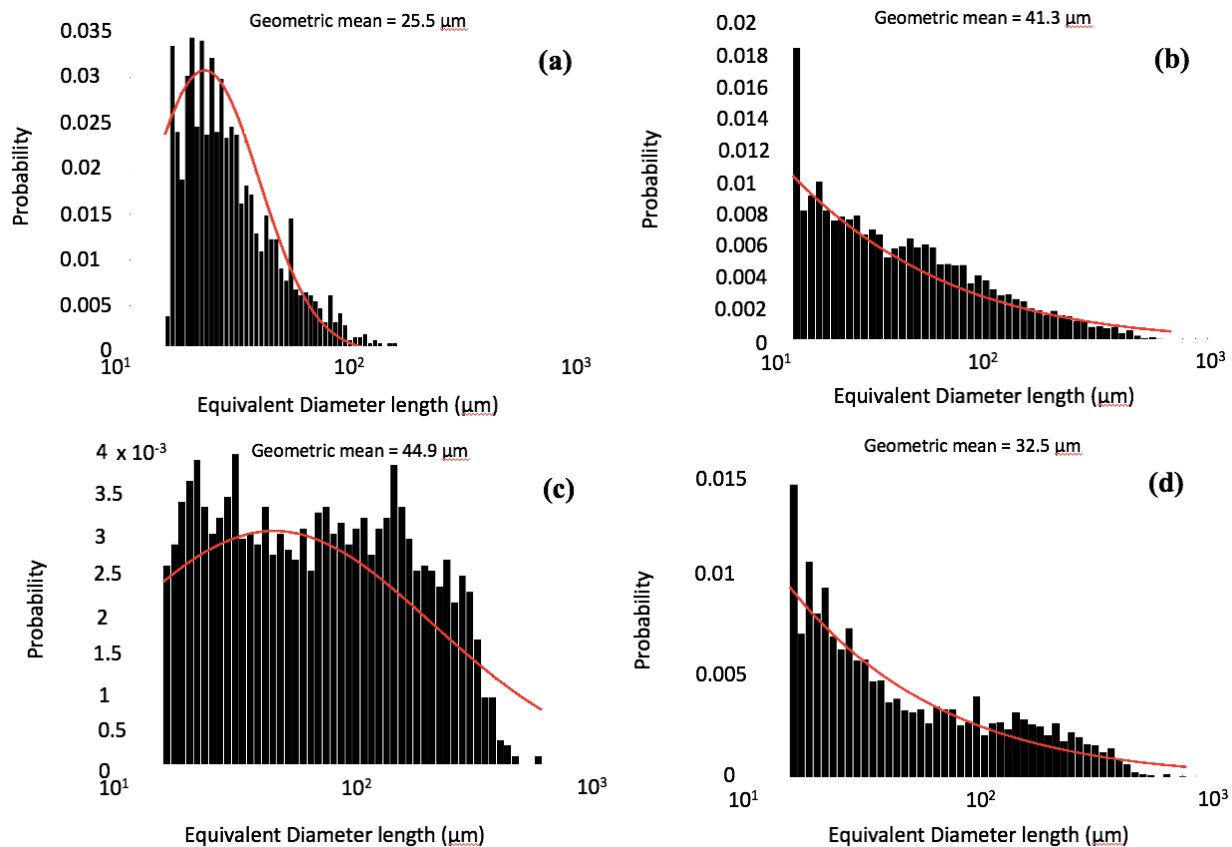 Geometric mean = 25.5 µm
(a)
0.035
0.03
0.025
0.02
0.015
0.01
0.005
0
10¹
10²
10³
Probability
Equivalent Diameter length (µm)
Geometric mean = 41.3 µm
(b)
0.02
0.018
0.016
0.014
0.012
0.01
0.008
0.006
0.004
0.002
0
10¹
10²
10³
Probability
Equivalent Diameter length (µm)
Geometric mean = 44.9 µm
(c)
4 x 10⁻³
3.5
3
2.5
2
1.5
1
0.5
0
10¹
10²
10³
Probability
Equivalent Diameter length (µm)
Geometric mean = 32.5 µm
(d)
0.015
0.01
0.005
0
10¹
10²
10³
Probability
Equivalent Diameter length (µm)